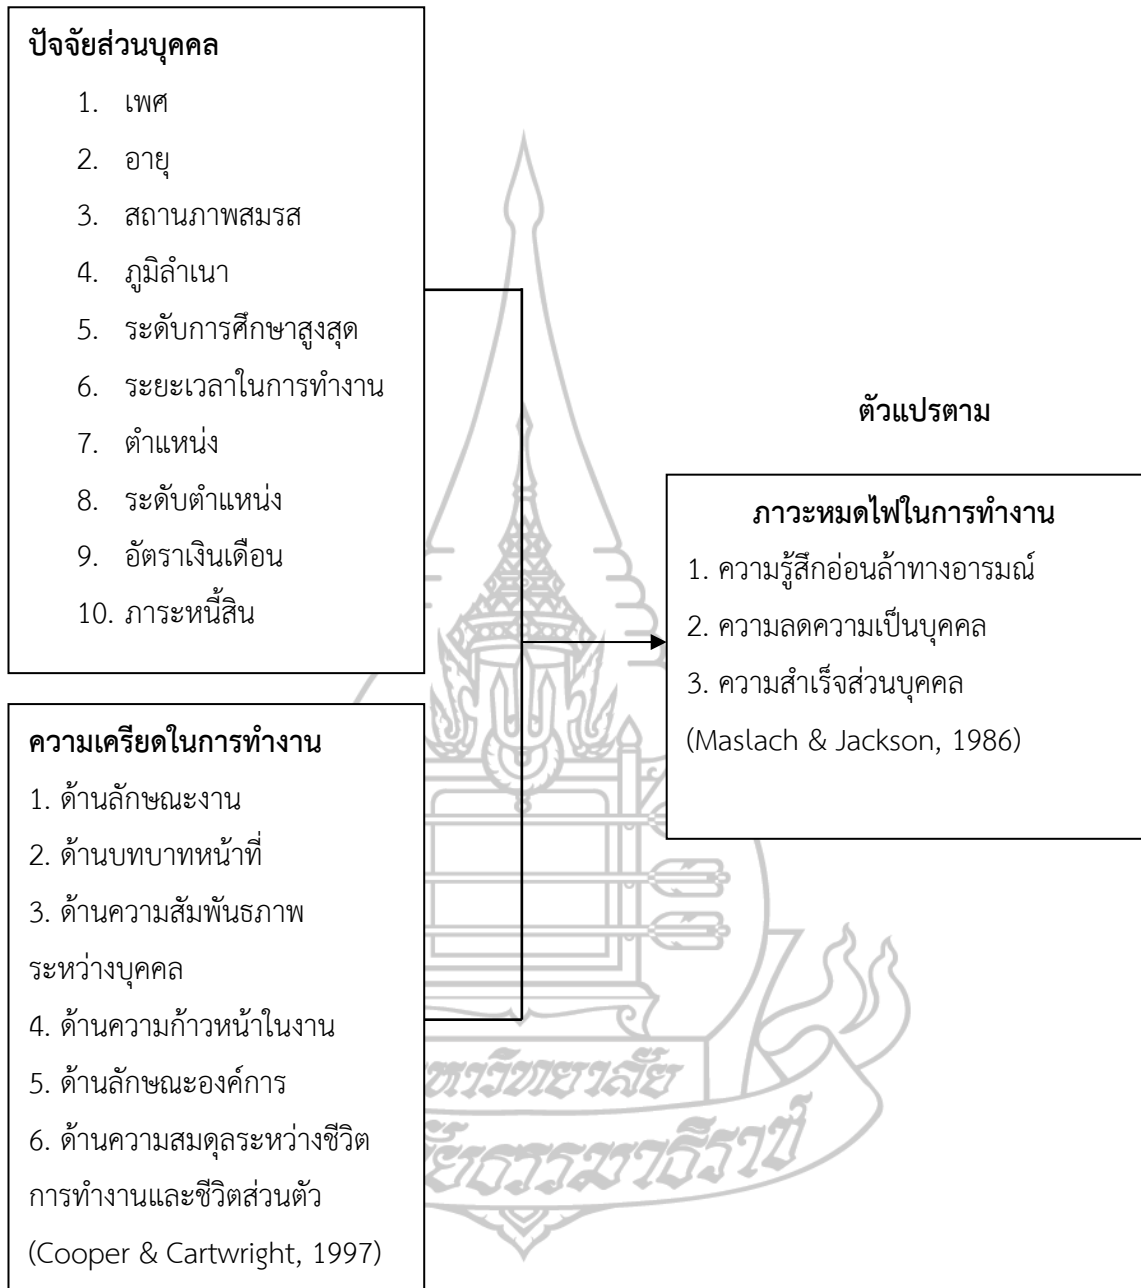 ปัจจัยส่วนบุคคล
1. เพศ
2. อายุ
3. สถานภาพสมรส
4. ภูมิลำเนา
5. ระดับการศึกษาสูงสุด
6. ระยะเวลาในการทำงาน
7. ตำแหน่ง
8. ระดับตำแหน่ง
9. อัตราเงินเดือน
10. ภาระหนี้สิน
ความเครียดในการทำงาน
1. ด้านลักษณะงาน
2. ด้านบทบาทหน้าที่
3. ด้านความสัมพันธภาพ
ระหว่างบุคคล
4. ด้านความก้าวหน้าในงาน
5. ด้านลักษณะองค์การ
6. ด้านความสมดุลระหว่างชีวิต
การทำงานและชีวิตส่วนตัว
(Cooper & Cartwright, 1997)
ตัวแปรตาม
ภาวะหมดไฟในการทำงาน
1. ความรู้สึกอ่อนล้าทางอารมณ์
2. ความลดความเป็นบุคคล
3. ความสำเร็จส่วนบุคคล
(Maslach & Jackson, 1986)